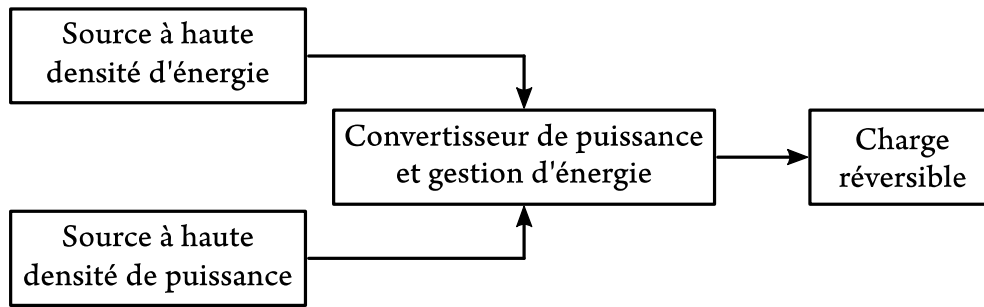 Source à haute
densité d'énergie
Convertisseur de puissance
et gestion d'énergie
Charge
réversible
Source à haute
densité de puissance